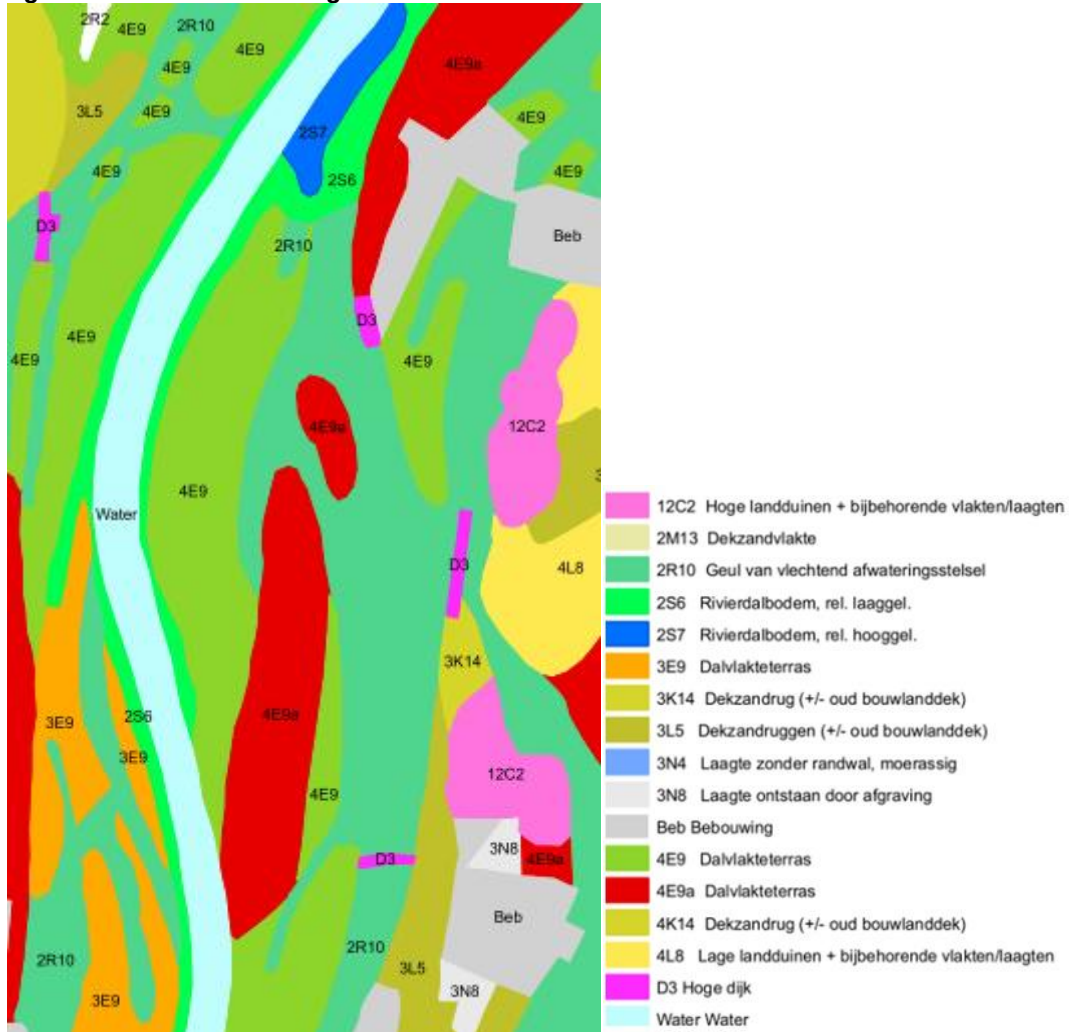 2R2
4E9
2R10
4E9
4E9
4E9a
3L5
4E9
4E9
2S7
4E9
4E9
2S6
D3
2R10
Beb
D3
4E9
4E9
4E9
4E9a
12C2
4E9
Water
D3
4L8
3K14
3E9
2S6
4E9a
3E9
12C2
4E9
3N8
4E9a
D3
Beb
2R10
2R10
3L5
3N8
3E9
12C2 Hoge landduinen + bijbehorende vlakten/laagten
2M13 Dekzandvlakte
2R10 Geul van vlechtend afwateringsstelsel
2S6 Rivierdalbodem, rel. laaggel.
2S7 Rivierdalbodem, rel. hooggel.
3E9 Dalvlakteterras
3K14 Dekzandrug (+/- oud bouwlanddek)
3L5 Dekzandruggen (+/- oud bouwlanddek)
3N4 Laagte zonder randwal, moerassig
3N8 Laagte ontstaan door afgraving
Beb Bebouwing
4E9 Dalvlakteterras
4E9a Dalvlakteterras
4K14 Dekzandrug (+/- oud bouwlanddek)
4L8 Lage landduinen + bijbehorende vlakten/laagten
D3 Hoge dijk
Water Water